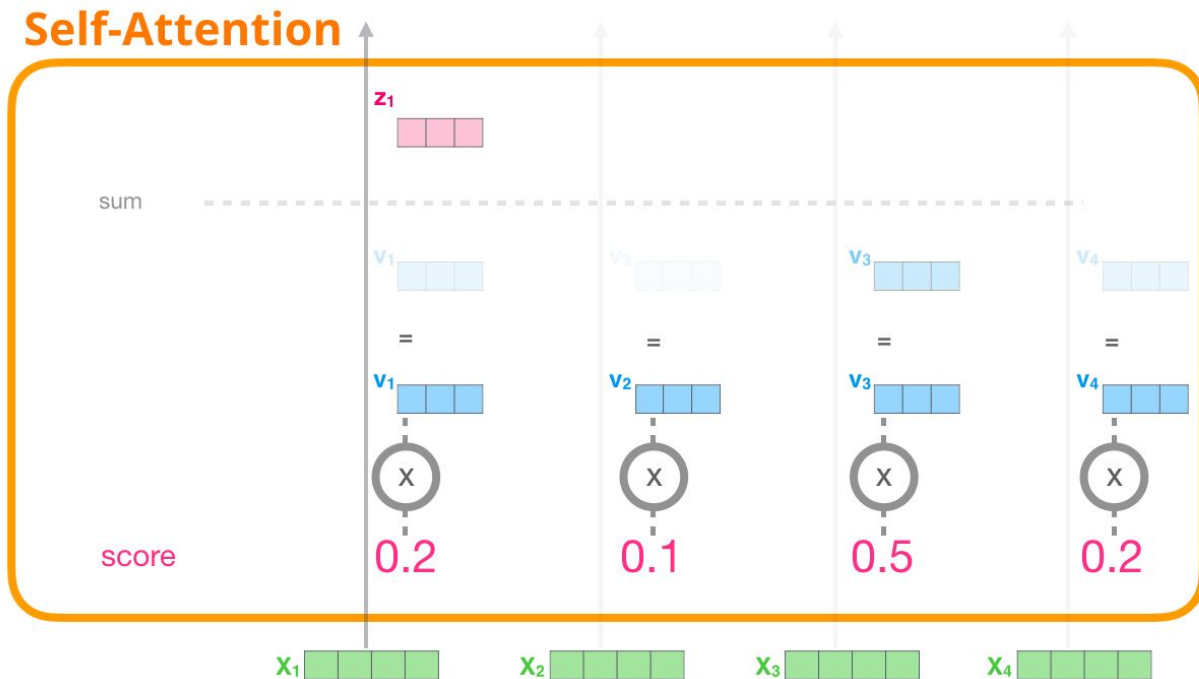 Self-Attention
z₁
sum
v₁ v₂ v₃ v₄
= = = =
v₁ v₂ v₃ v₄
X X X X
score 0.2 0.1 0.5 0.2
X₁ X₂ X₃ X₄